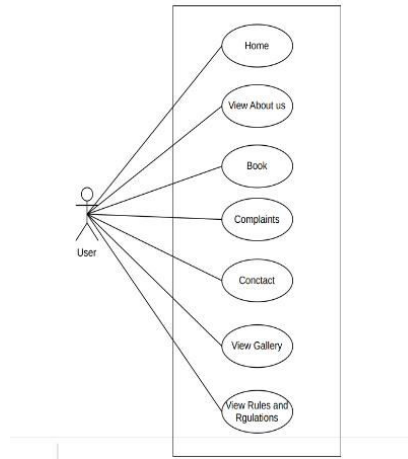 Home
View About us
Book
Complaints
User
Conctact
View Gallery
View Rules and
Rgulations